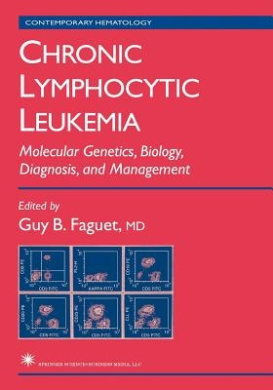 CONTEMPORARY HEMATOLOGY
CHRONIC
LYMPHOCYTIC
LEUKEMIA
Molecular Genetics, Biology,
Diagnosis, and Management
Edited by
Guy B. Faguet, MD
SPRINGER SCIENCE+BUSINESS MEDIA, LLC